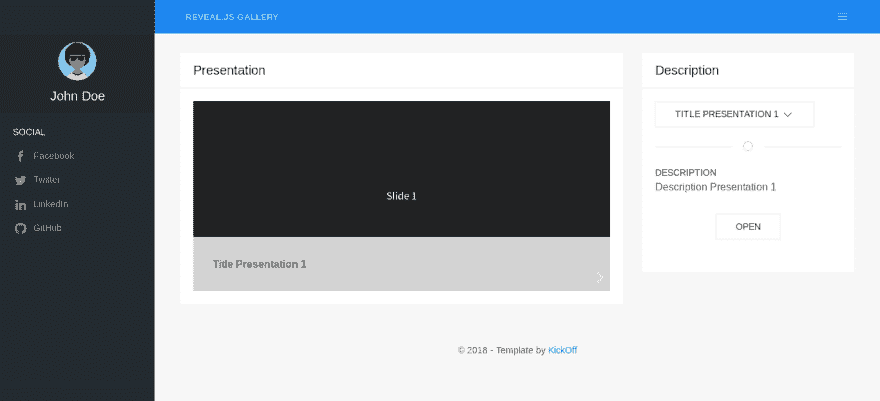 REVEAL.JS GALLERY
John Doe
SOCIAL
Facebook
Twitter
LinkedIn
GitHub
Presentation
Slide 1
Title Presentation 1
Description
TITLE PRESENTATION 1
DESCRIPTION
Description Presentation 1
OPEN
© 2018 - Template by KickOff